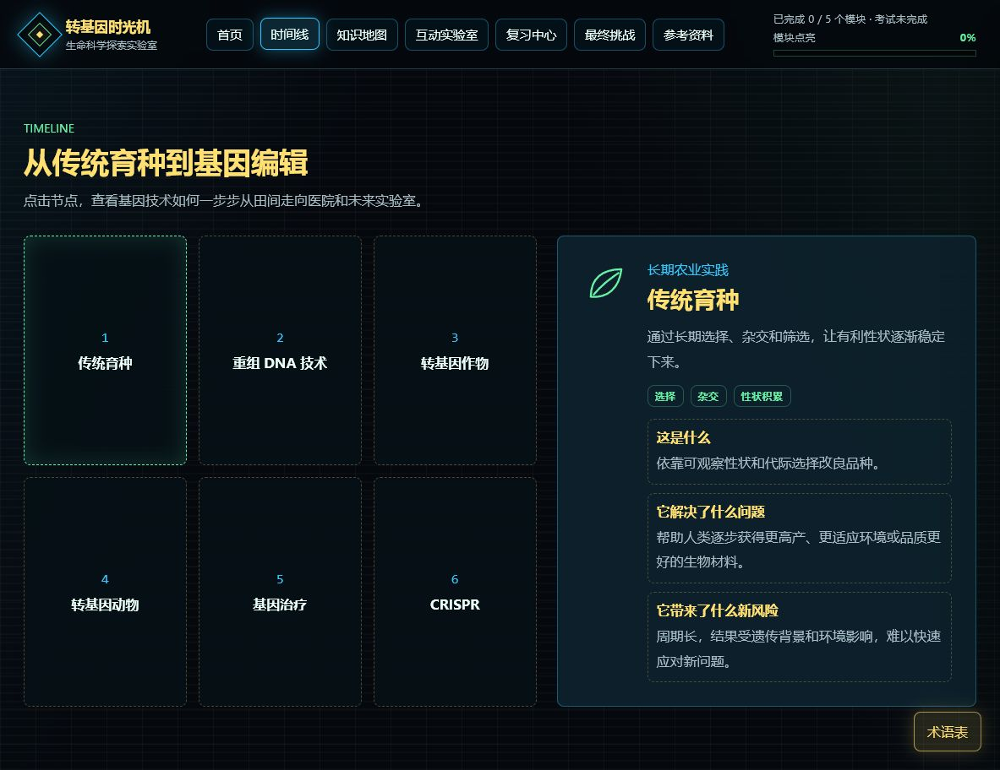 转基因时光机
生命科学探索实验室
首页
时间线
知识地图
互动实验室
复习中心
最终挑战
参考资料
已完成 0 / 5 个模块 · 考试未完成
模块点亮
0%
TIMELINE
从传统育种到基因编辑
点击节点，查看基因技术如何一步步从田间走向医院和未来实验室。
1
传统育种
2
重组 DNA 技术
3
转基因作物
4
转基因动物
5
基因治疗
6
CRISPR
长期农业实践
传统育种
通过长期选择、杂交和筛选，让有利性状逐渐稳定
下来。
选择
杂交
性状积累
这是什么
依靠可观察性状和代际选择改良品种。
它解决了什么问题
帮助人类逐步获得更高产、更适应环境或品质更
好的生物材料。
它带来了什么新风险
周期长，结果受遗传背景和环境影响，难以快速
应对新问题。
术语表